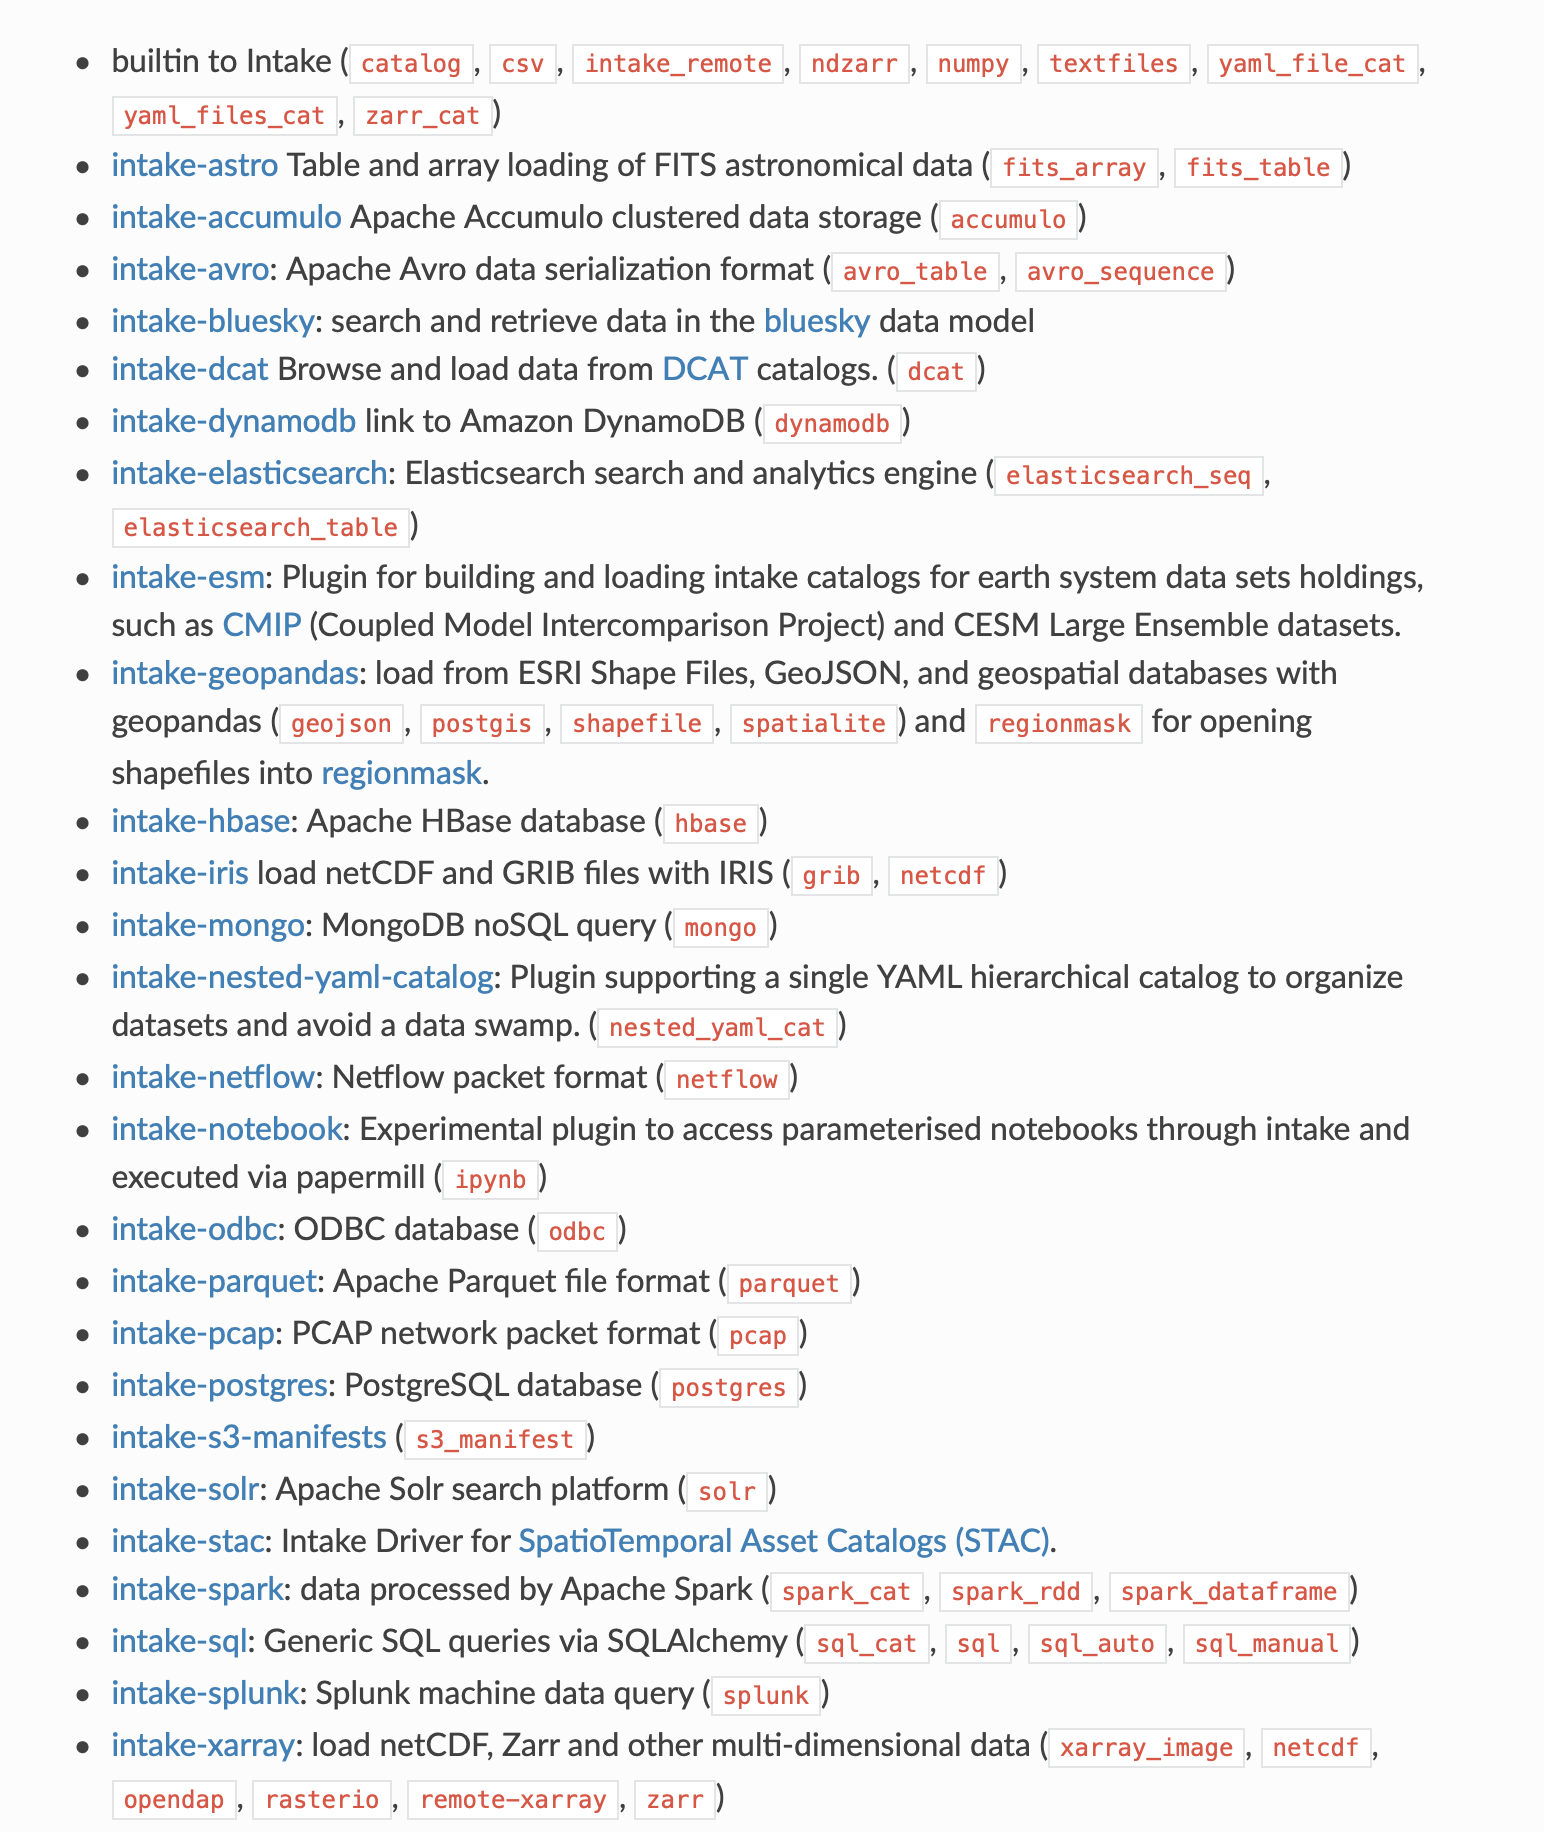 • builtin to Intake ( catalog , csv , intake_remote , ndzarr , numpy , textfiles , yaml_file_cat ,
yaml_files_cat , zarr_cat )
• intake-astro Table and array loading of FITS astronomical data ( fits_array , fits_table )
• intake-accumulo Apache Accumulo clustered data storage ( accumulo )
• intake-avro: Apache Avro data serialization format ( avro_table , avro_sequence )
• intake-bluesky: search and retrieve data in the bluesky data model
• intake-dcat Browse and load data from DCAT catalogs. ( dcat )
• intake-dynamodb link to Amazon DynamoDB ( dynamodb )
• intake-elasticsearch: Elasticsearch search and analytics engine ( elasticsearch_seq ,
elasticsearch_table )
• intake-esm: Plugin for building and loading intake catalogs for earth system data sets holdings,
such as CMIP (Coupled Model Intercomparison Project) and CESM Large Ensemble datasets.
• intake-geopandas: load from ESRI Shape Files, GeoJSON, and geospatial databases with
geopandas ( geojson , postgis , shapefile , spatialite ) and regionmask for opening
shapefiles into regionmask.
• intake-hbase: Apache HBase database ( hbase )
• intake-iris load netCDF and GRIB files with IRIS ( grib , netcdf )
• intake-mongo: MongoDB noSQL query ( mongo )
• intake-nested-yaml-catalog: Plugin supporting a single YAML hierarchical catalog to organize
datasets and avoid a data swamp. ( nested_yaml_cat )
• intake-netflow: Netflow packet format ( netflow )
• intake-notebook: Experimental plugin to access parameterised notebooks through intake and
executed via papermill ( ipynb )
• intake-odbc: ODBC database ( odbc )
• intake-parquet: Apache Parquet file format ( parquet )
• intake-pcap: PCAP network packet format ( pcap )
• intake-postgres: PostgreSQL database ( postgres )
• intake-s3-manifests ( s3_manifest )
• intake-solr: Apache Solr search platform ( solr )
• intake-stac: Intake Driver for SpatioTemporal Asset Catalogs (STAC).
• intake-spark: data processed by Apache Spark ( spark_cat , spark_rdd , spark_dataframe )
• intake-sql: Generic SQL queries via SQLAlchemy ( sql_cat , sql , sql_auto , sql_manual )
• intake-splunk: Splunk machine data query ( splunk )
• intake-xarray: load netCDF, Zarr and other multi-dimensional data ( xarray_image , netcdf ,
opendap , rasterio , remote-xarray , zarr )